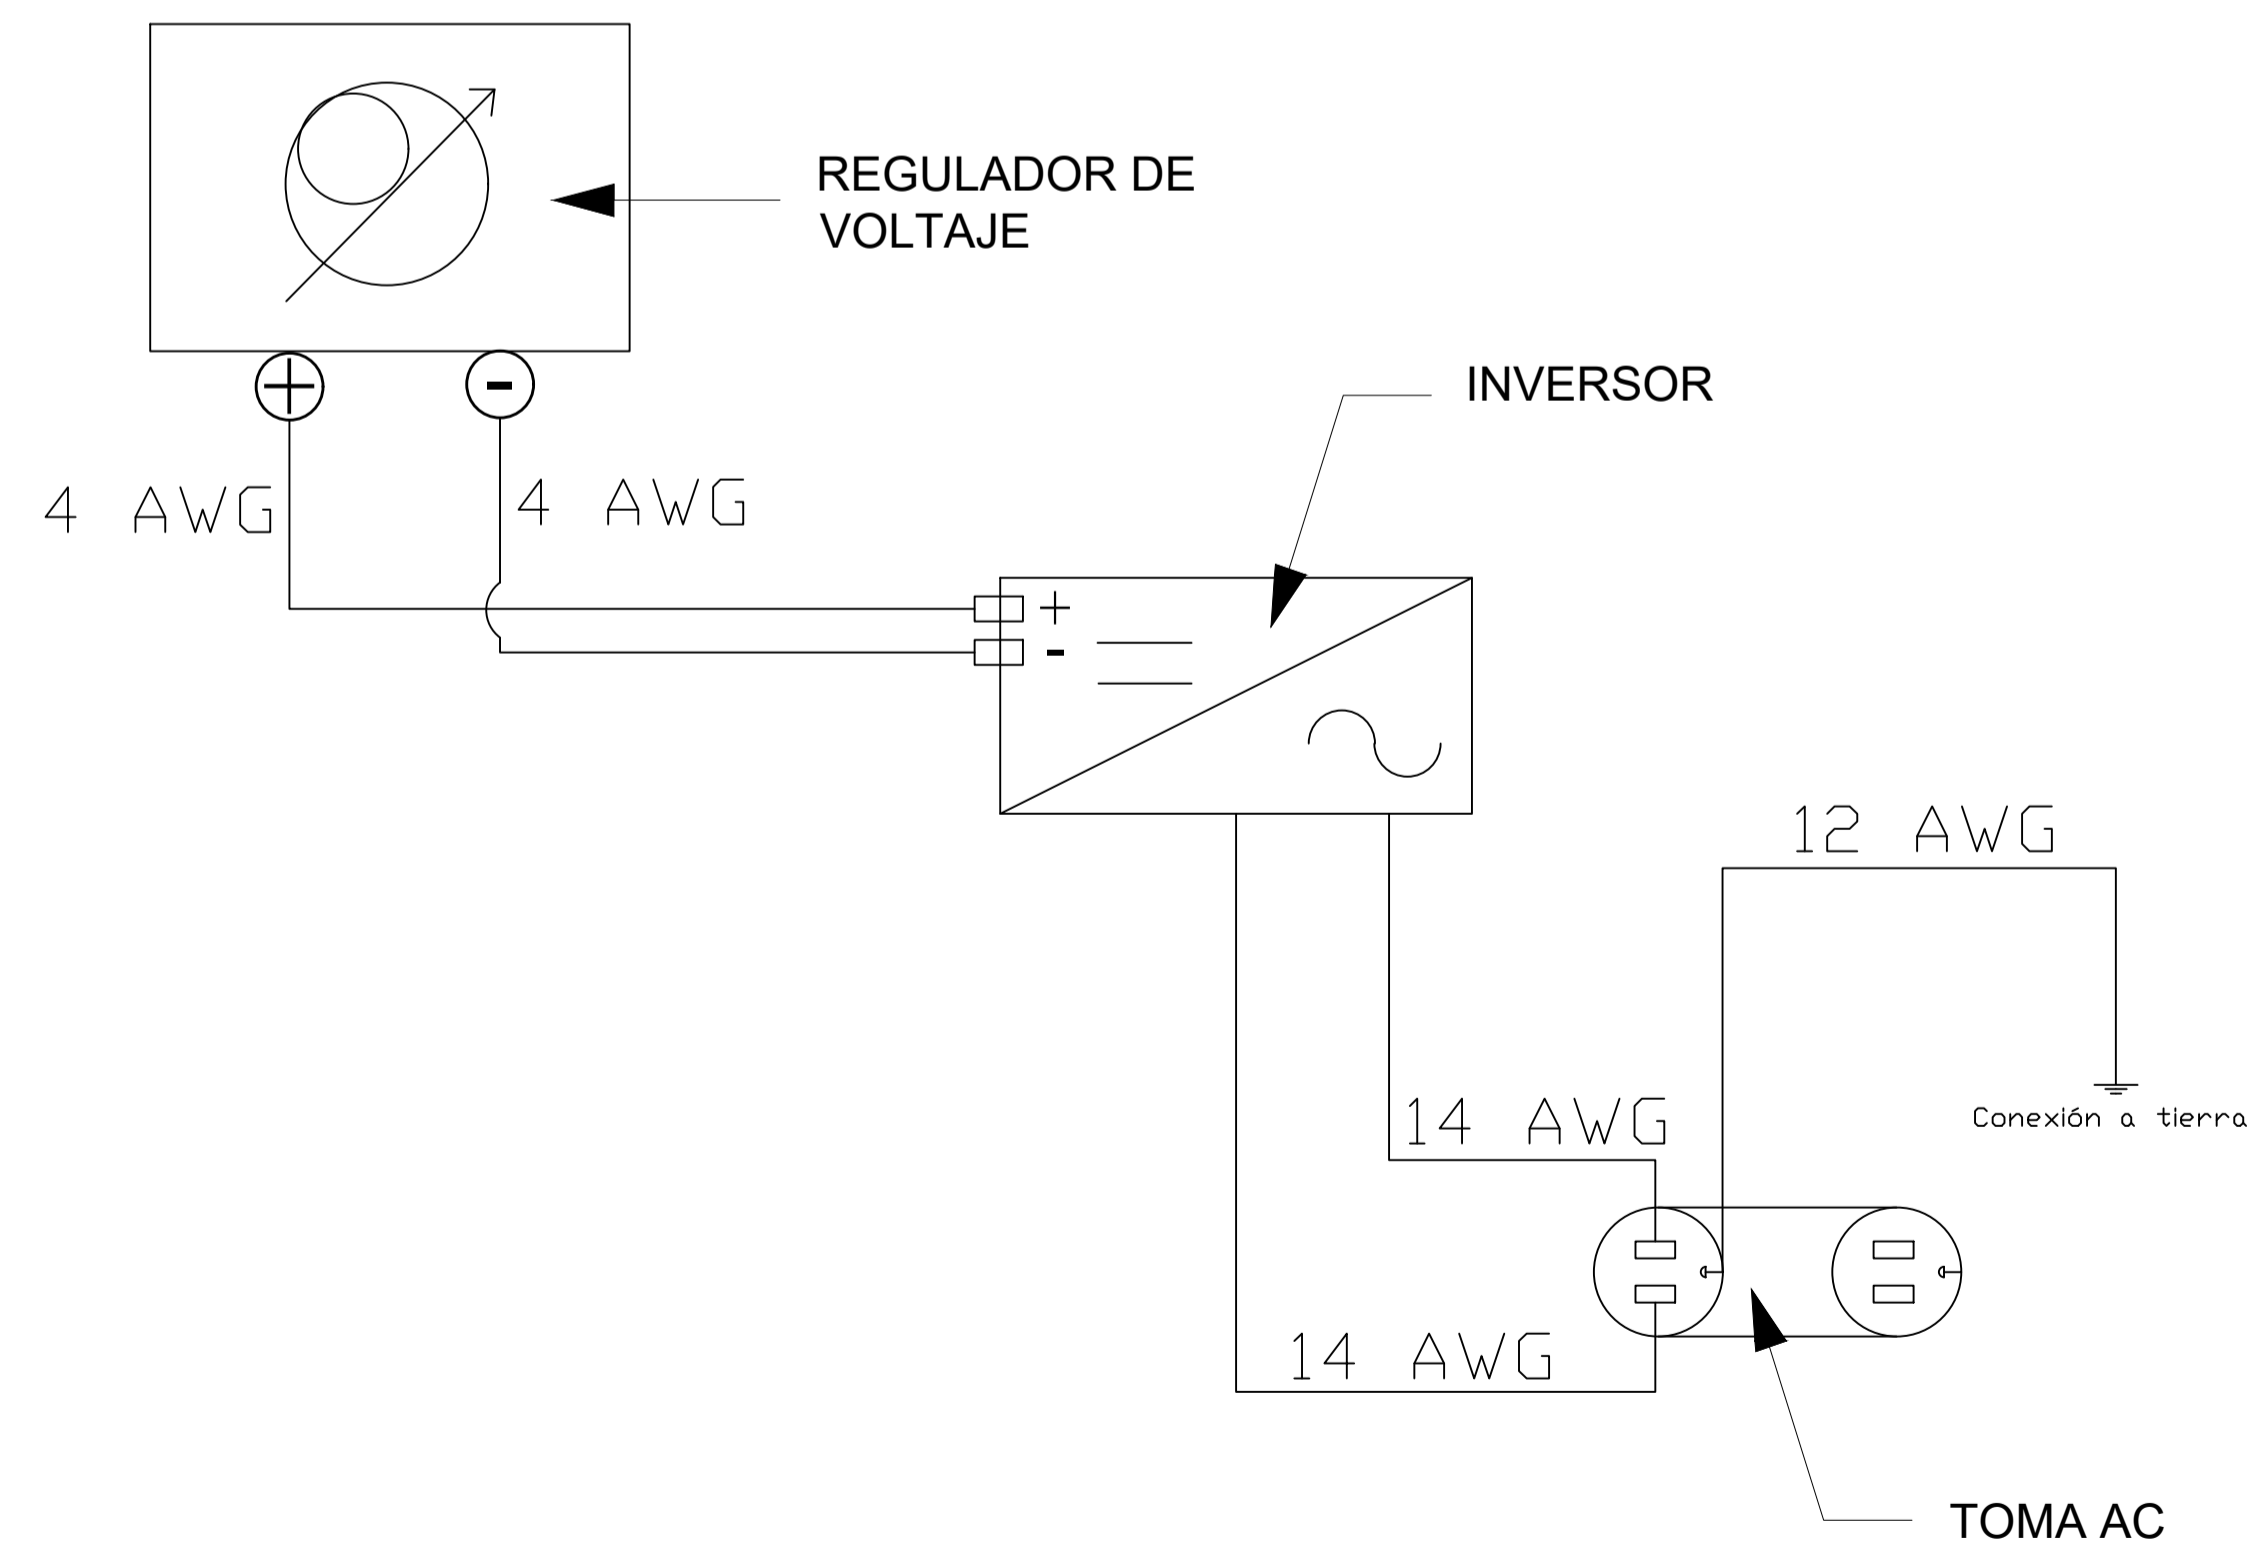 REGULADOR DE
VOLTAJE
INVERSOR
4 AWG
4 AWG
+
-
12 AWG
Conexión a tierra
14 AWG
14 AWG
TOMA AC